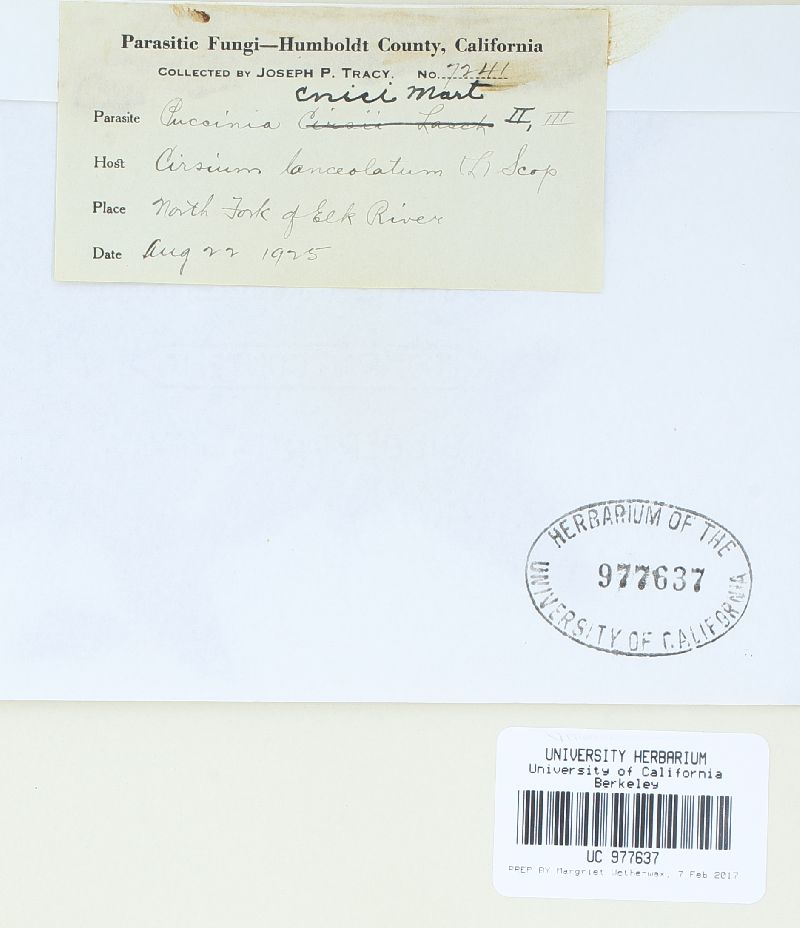 Parasitic Fungi—Humboldt County, California
COLLECTED BY JOSEPH P. TRACY. No. 7241
cnici Mart
Parasite Puccinia Cirsii Lasch II, III
Host Cirsium lanceolatum (L) Scop
Place North Fork of Elk River
Date Aug 22 1925
HERBARIUM OF THE
977637
UNIVERSITY OF CALIFORNIA
UNIVERSITY HERBARIUM
University of California
Berkeley
UC 977637
PREP BY Margriet Wetherwax, 7 Feb 2017